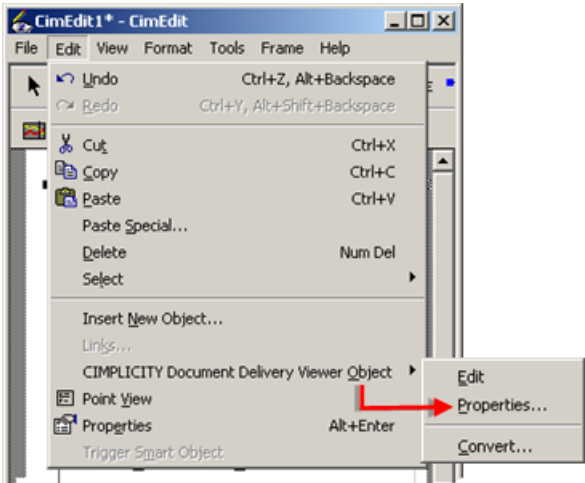 CimEdit1* - CimEdit
File Edit View Format Tools Frame Help
Undo Ctrl+Z, Alt+Backspace
Redo Ctrl+Y, Alt+Shift+Backspace
Cut Ctrl+X
Copy Ctrl+C
Paste Ctrl+V
Paste Special...
Delete Num Del
Select
Insert New Object...
Links...
CIMPLICITY Document Delivery Viewer Object
Edit
Point View
Properties...
Properties Alt+Enter
Trigger Smart Object
Convert...